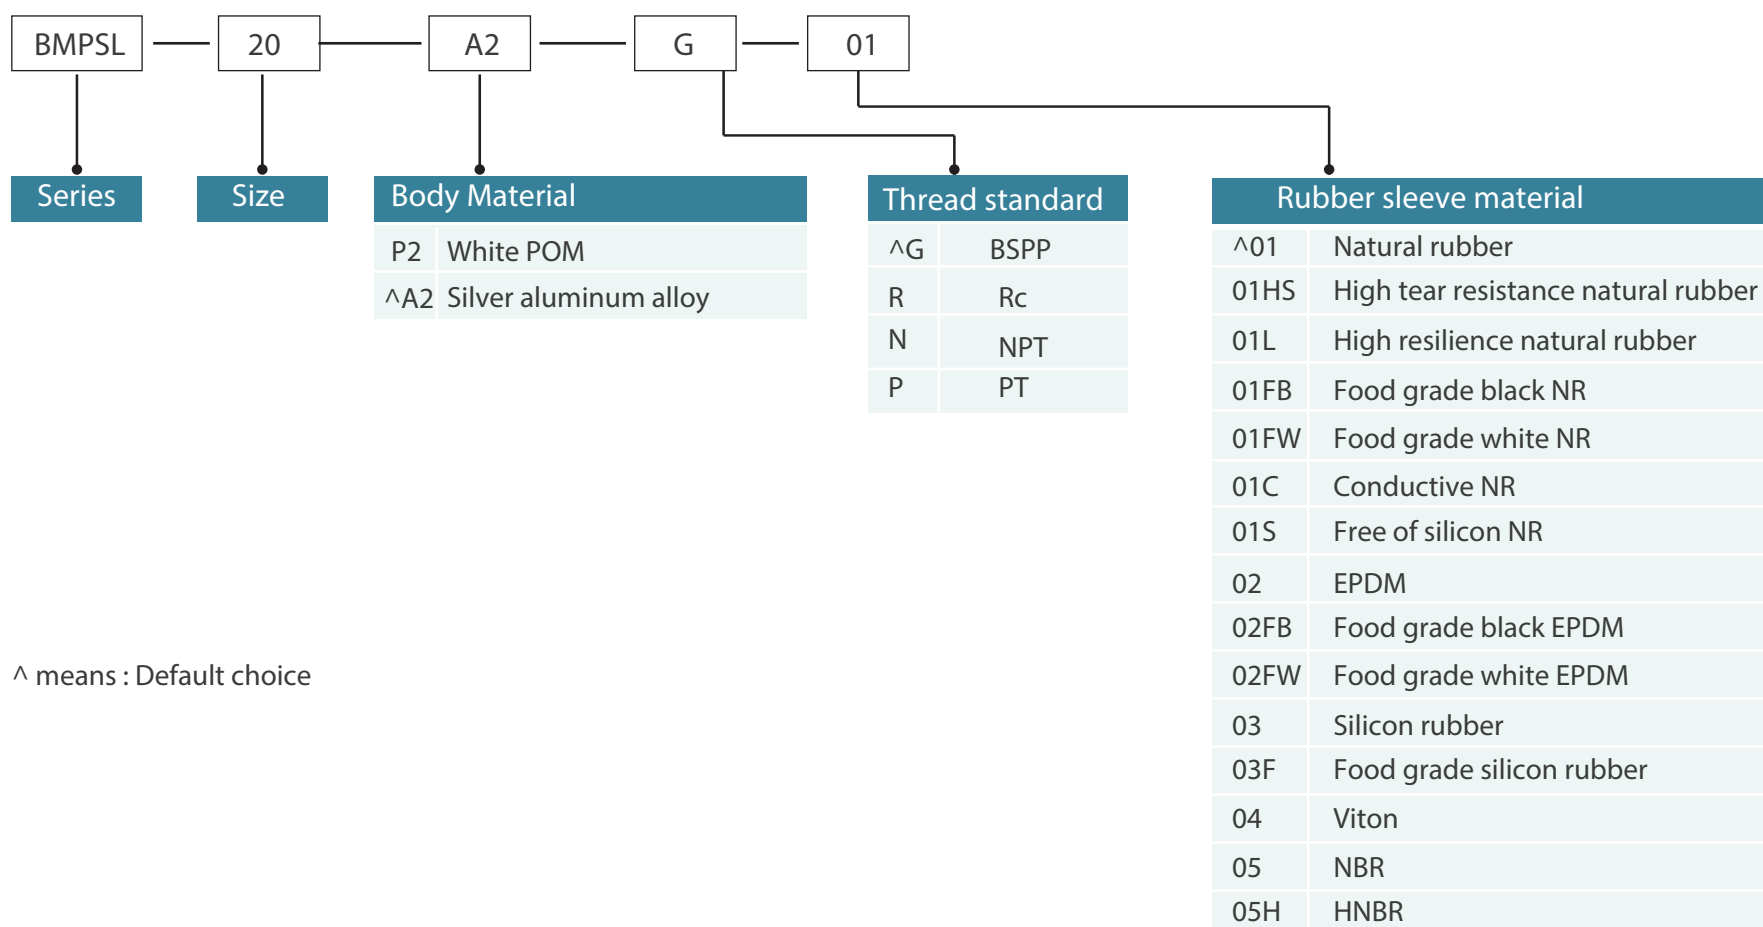 BMPSL 20 A2 G 01
Series
Size
Body Material
P2 White POM
^A2 Silver aluminum alloy
Thread standard
^G BSPP
R Rc
N NPT
P PT
Rubber sleeve material
^01 Natural rubber
01HS High tear resistance natural rubber
01L High resilience natural rubber
01FB Food grade black NR
01FW Food grade white NR
01C Conductive NR
01S Free of silicon NR
02 EPDM
02FB Food grade black EPDM
02FW Food grade white EPDM
03 Silicon rubber
03F Food grade silicon rubber
04 Viton
05 NBR
05H HNBR
^ means : Default choice